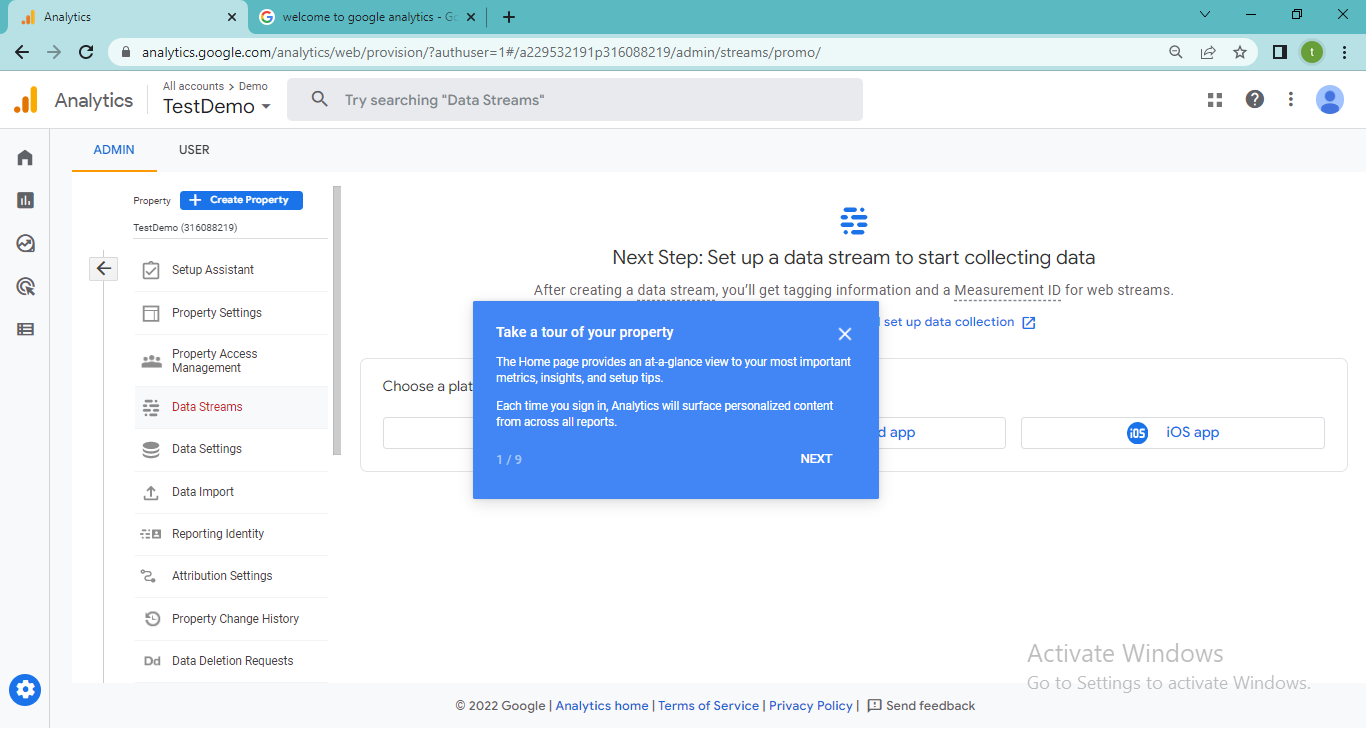 Analytics
welcome to google analytics - Go
analytics.google.com/analytics/web/provision/?authuser=1#/a229532191p316088219/admin/streams/promo/
t
Analytics
All accounts > Demo
TestDemo
Try searching "Data Streams"
ADMIN
USER
Property
Create Property
TestDemo (316088219)
Setup Assistant
Property Settings
Property Access
Management
Data Streams
Data Settings
Data Import
Reporting Identity
Attribution Settings
Property Change History
Dd Data Deletion Requests
Next Step: Set up a data stream to start collecting data
After creating a data stream, you'll get tagging information and a Measurement ID for web streams.
set up data collection
Choose a plat
d app
iOS iOS app
Take a tour of your property
The Home page provides an at-a-glance view to your most important
metrics, insights, and setup tips.
Each time you sign in, Analytics will surface personalized content
from across all reports.
1 / 9
NEXT
Activate Windows
Go to Settings to activate Windows.
© 2022 Google | Analytics home | Terms of Service | Privacy Policy | Send feedback